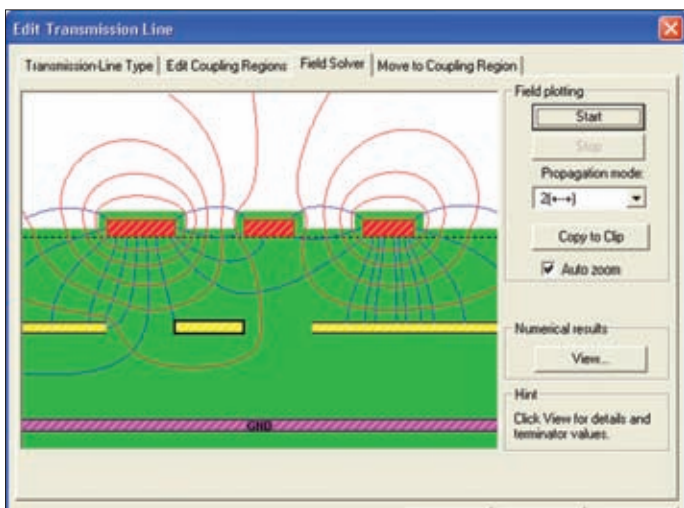 Edit Transmission Line
Transmission-Line Type
Edit Coupling Regions
Field Solver
Move to Coupling Region
Field plotting
Start
Stop
Propagation mode:
Copy to Clip
Auto zoom
Numerical results
View...
Hint
Click View for details and
terminator values.
GND